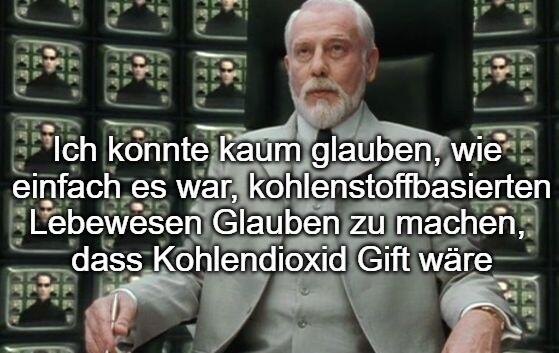 Ich konnte kaum glauben, wie
einfach es war, kohlenstoffbasierten
Lebewesen Glauben zu machen,
dass Kohlendioxid Gift wäre